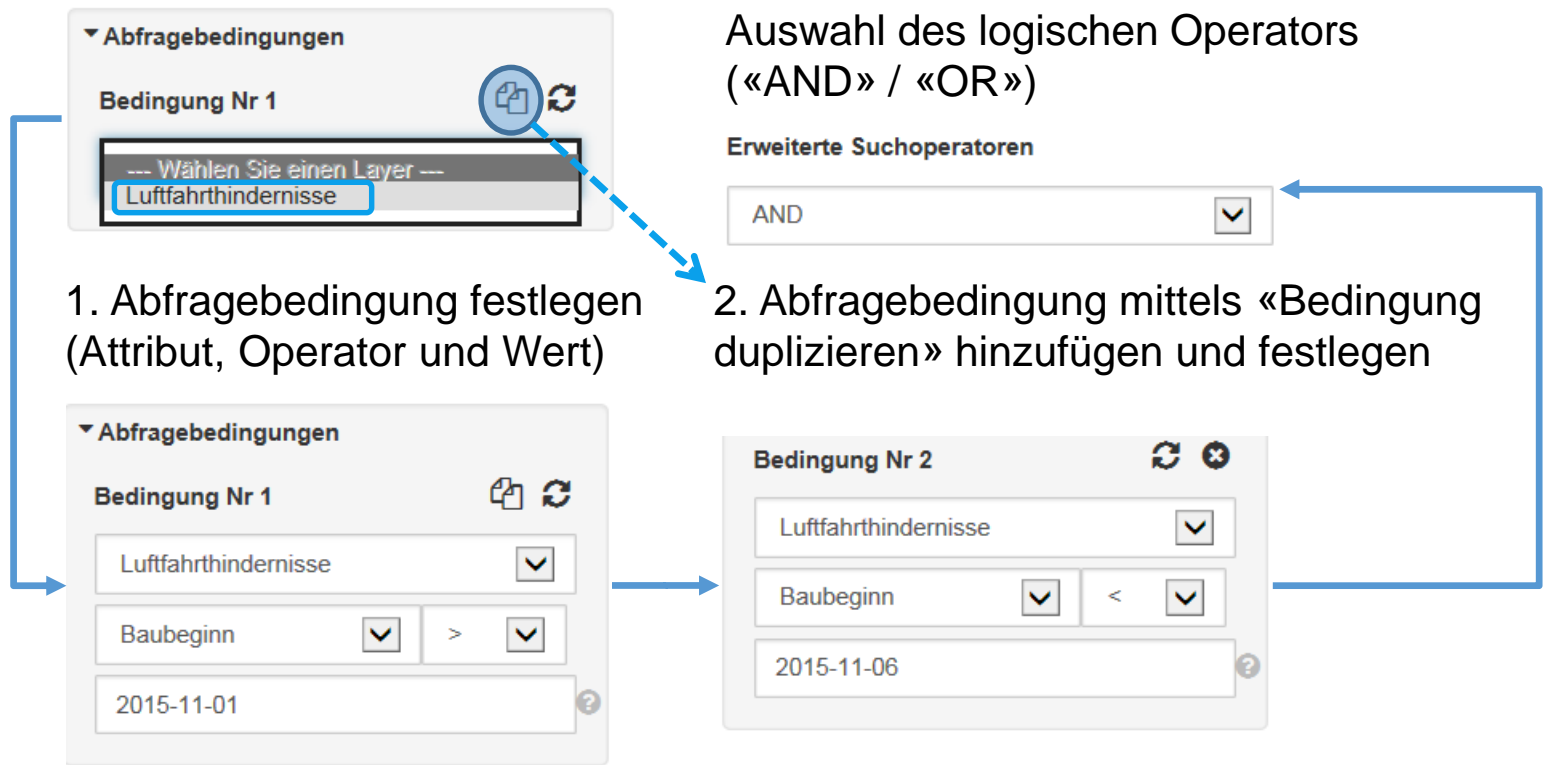 Abfragebedingungen
Bedingung Nr 1
--- Wählen Sie einen Layer ---
Luftfahrthindernisse
Auswahl des logischen Operators
(«AND» / «OR»)
Erweiterte Suchoperatoren
AND
1. Abfragebedingung festlegen
(Attribut, Operator und Wert)
2. Abfragebedingung mittels «Bedingung
duplizieren» hinzufügen und festlegen
Abfragebedingungen
Bedingung Nr 1
Luftfahrthindernisse
Baubeginn >
2015-11-01 ?
Bedingung Nr 2
Luftfahrthindernisse
Baubeginn <
2015-11-06 ?